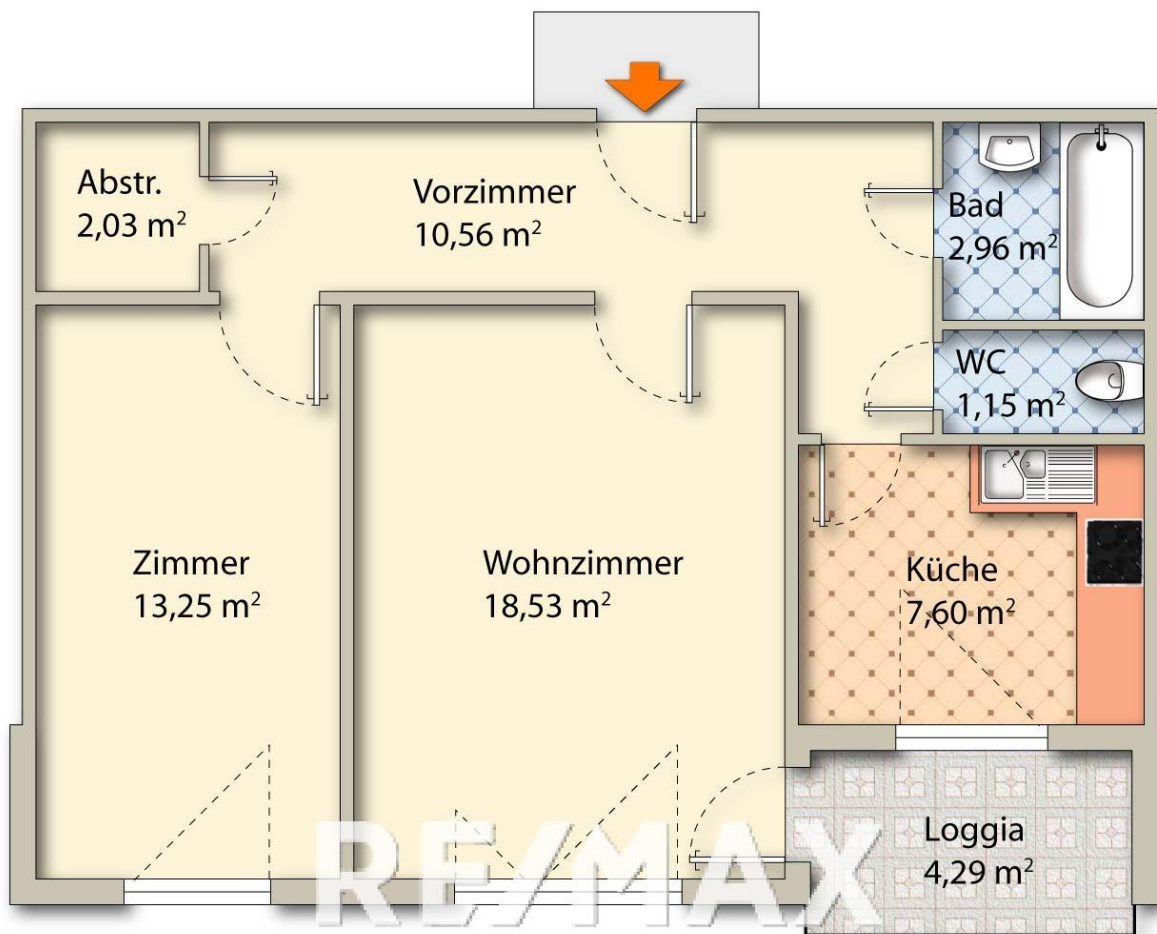 Abstr.
2,03 m²
Vorzimmer
10,56 m²
Bad
2,96 m²
WC
1,15 m²
Zimmer
13,25 m²
Wohnzimmer
18,53 m²
Küche
7,60 m²
Loggia
4,29 m²
RE/MAX